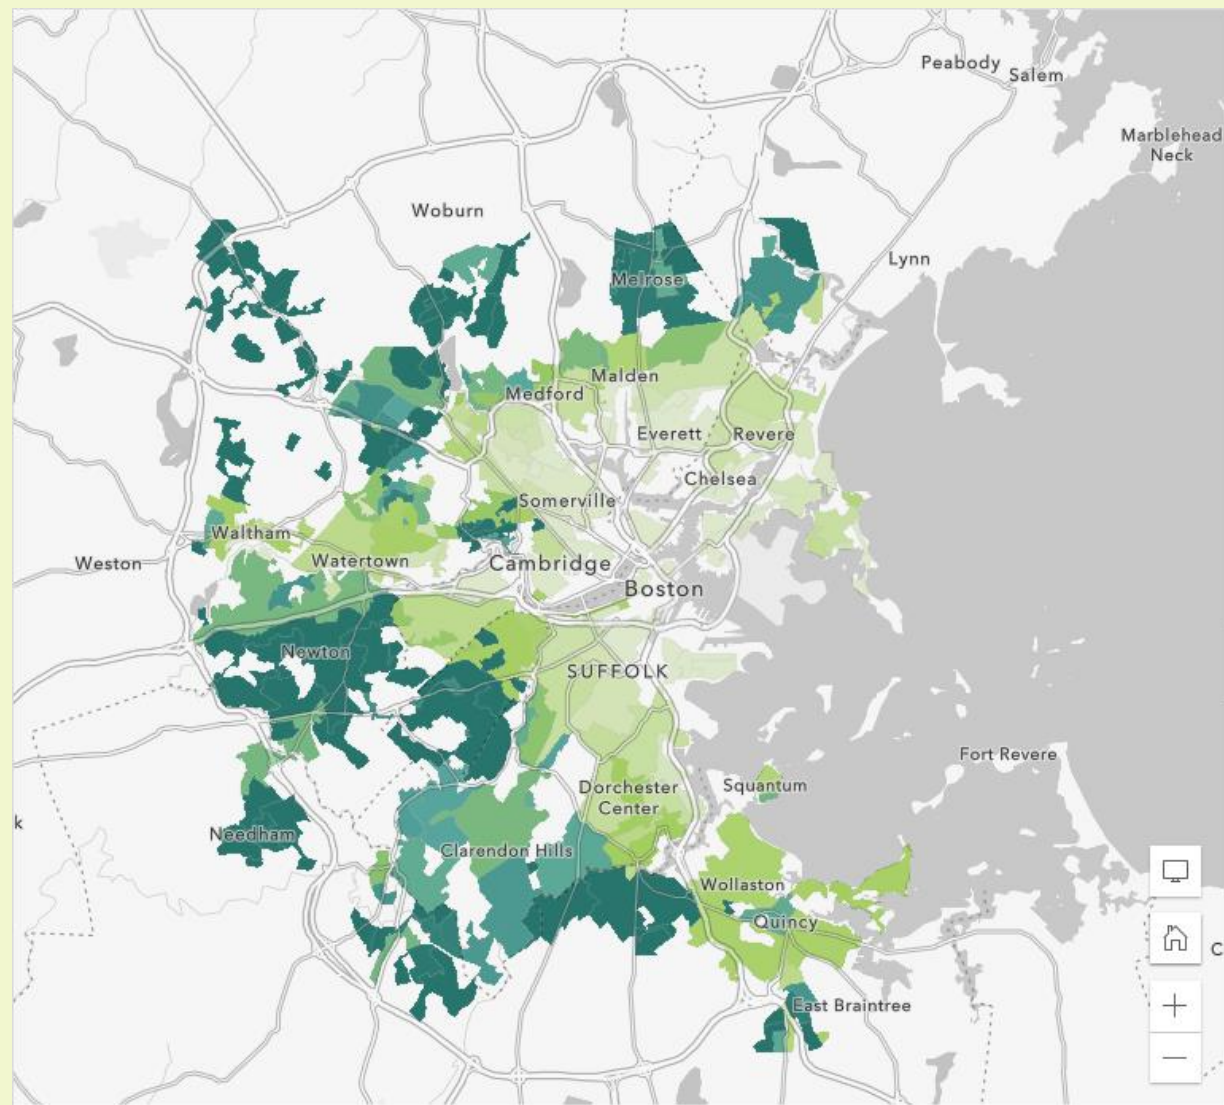 Peabody
Salem
Marblehead
Neck
Woburn
Lynn
Melrose
Malden
Medford
Everett
Revere
Chelsea
Somerville
Waltham
Weston
Watertown
Cambridge
Boston
Newton
SUFFOLK
Fort Revere
Dorchester
Center
Squantum
k
Needham
Clarendon Hills
Wollaston
Quincy
C
East Braintree